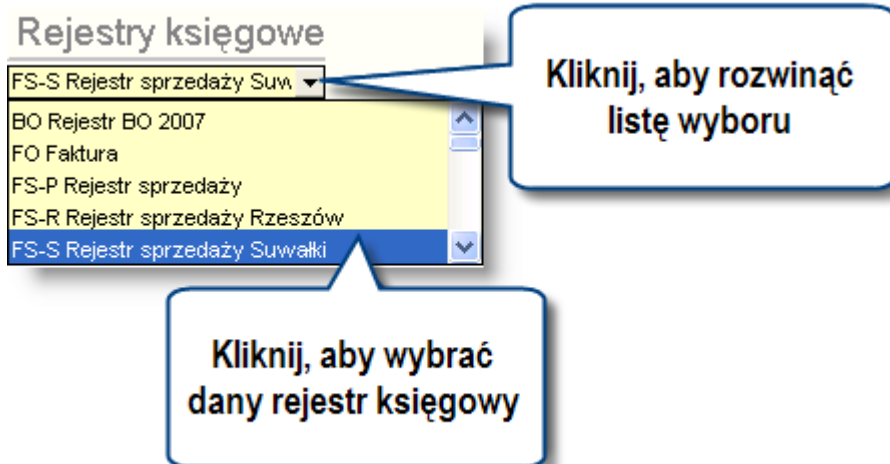 Rejestry księgowe
FS-S Rejestr sprzedaży Suw
BO Rejestr BO 2007
FO Faktura
FS-P Rejestr sprzedaży
FS-R Rejestr sprzedaży Rzeszów
FS-S Rejestr sprzedaży Suwałki
Kliknij, aby rozwinąć
listę wyboru
Kliknij, aby wybrać
dany rejestr księgowy